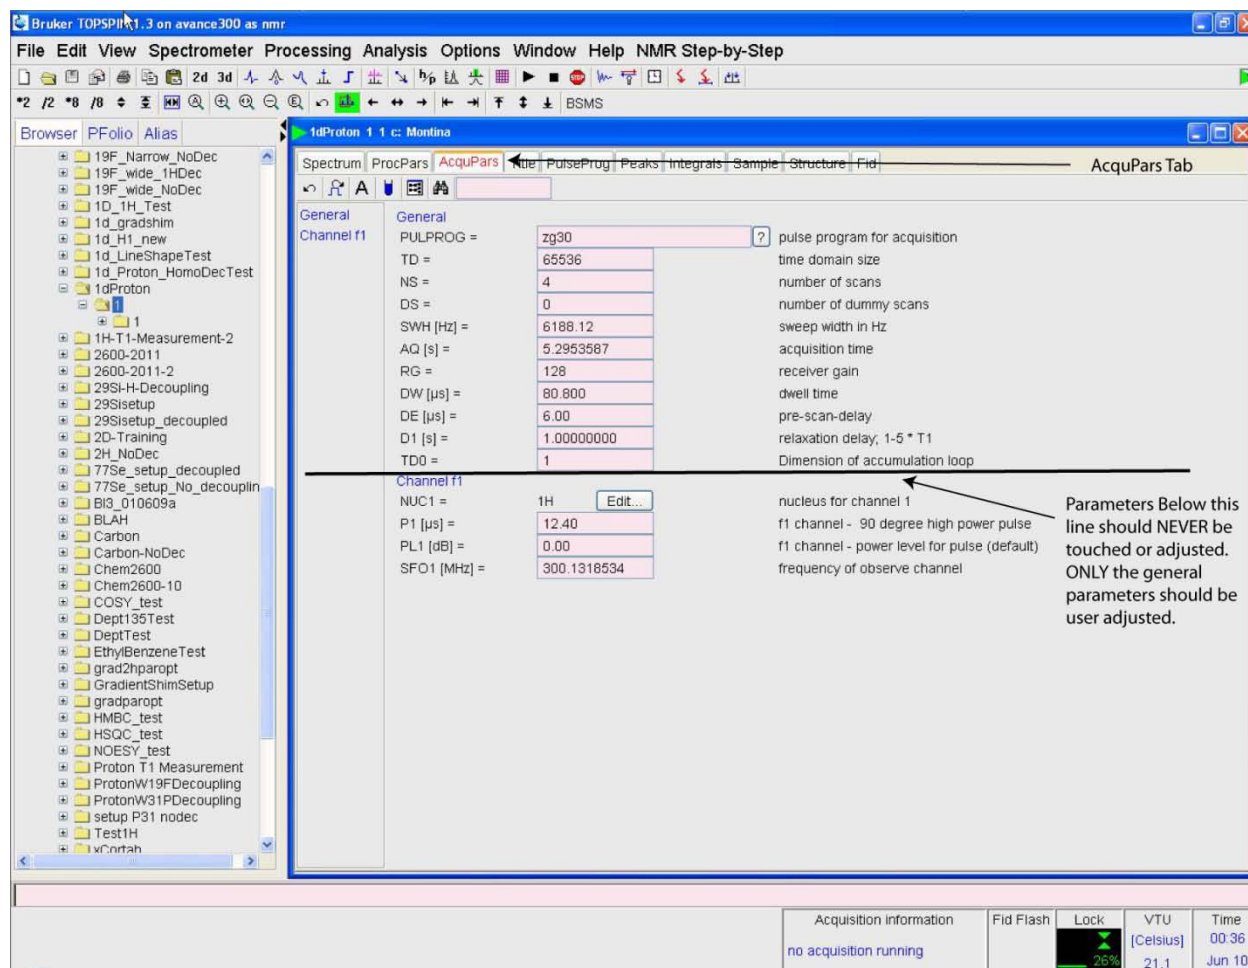 Bruker TOPSPIN 1.3 on avance300 as nmr
File Edit View Spectrometer Processing Analysis Options Window Help NMR Step-by-Step
2d 3d
*2 /2 *8 /8 BSMS
Browser PFolio Alias
19F_Narrow_NoDec
19F_wide_1HDec
19F_wide_NoDec
1D_1H_Test
1d_gradshim
1d_H1_new
1d_LineShapeTest
1d_Proton_HomoDecTest
1dProton
1
1
1H-T1-Measurement-2
2600-2011
2600-2011-2
29Si-H-Decoupling
29Sisetup
29Sisetup_decoupled
2D-Training
2H_NoDec
77Se_setup_decoupled
77Se_setup_No_decouplin
BI3_010609a
BLAH
Carbon
Carbon-NoDec
Chem2600
Chem2600-10
COSY_test
Dept135Test
DeptTest
EthylBenzeneTest
grad2hparopt
GradientShimSetup
gradparopt
HMBC_test
HSQC_test
NOESY_test
Proton T1 Measurement
ProtonW19FDecoupling
ProtonW31PDecoupling
setup P31 nodec
Test1H
1dProton 1 1 c: Montina
Spectrum ProcPars AcquPars Title PulseProg Peaks Integrals Sample Structure Fid
AcquPars Tab
A
General
Channel f1
General
PULPROG = zg30 ? pulse program for acquisition
TD = 65536 time domain size
NS = 4 number of scans
DS = 0 number of dummy scans
SWH [Hz] = 6188.12 sweep width in Hz
AQ [s] = 5.2953587 acquisition time
RG = 128 receiver gain
DW [µs] = 80.800 dwell time
DE [µs] = 6.00 pre-scan-delay
D1 [s] = 1.00000000 relaxation delay; 1-5 * T1
TD0 = 1 Dimension of accumulation loop
Channel f1
NUC1 = 1H Edit... nucleus for channel 1
P1 [µs] = 12.40 f1 channel - 90 degree high power pulse
PL1 [dB] = 0.00 f1 channel - power level for pulse (default)
SFO1 [MHz] = 300.1318534 frequency of observe channel
Parameters Below this
line should NEVER be
touched or adjusted.
ONLY the general
parameters should be
user adjusted.
Acquisition information Fid Flash Lock VTU Time
no acquisition running 26% [Celsius] 00:36
21.1 Jun 10